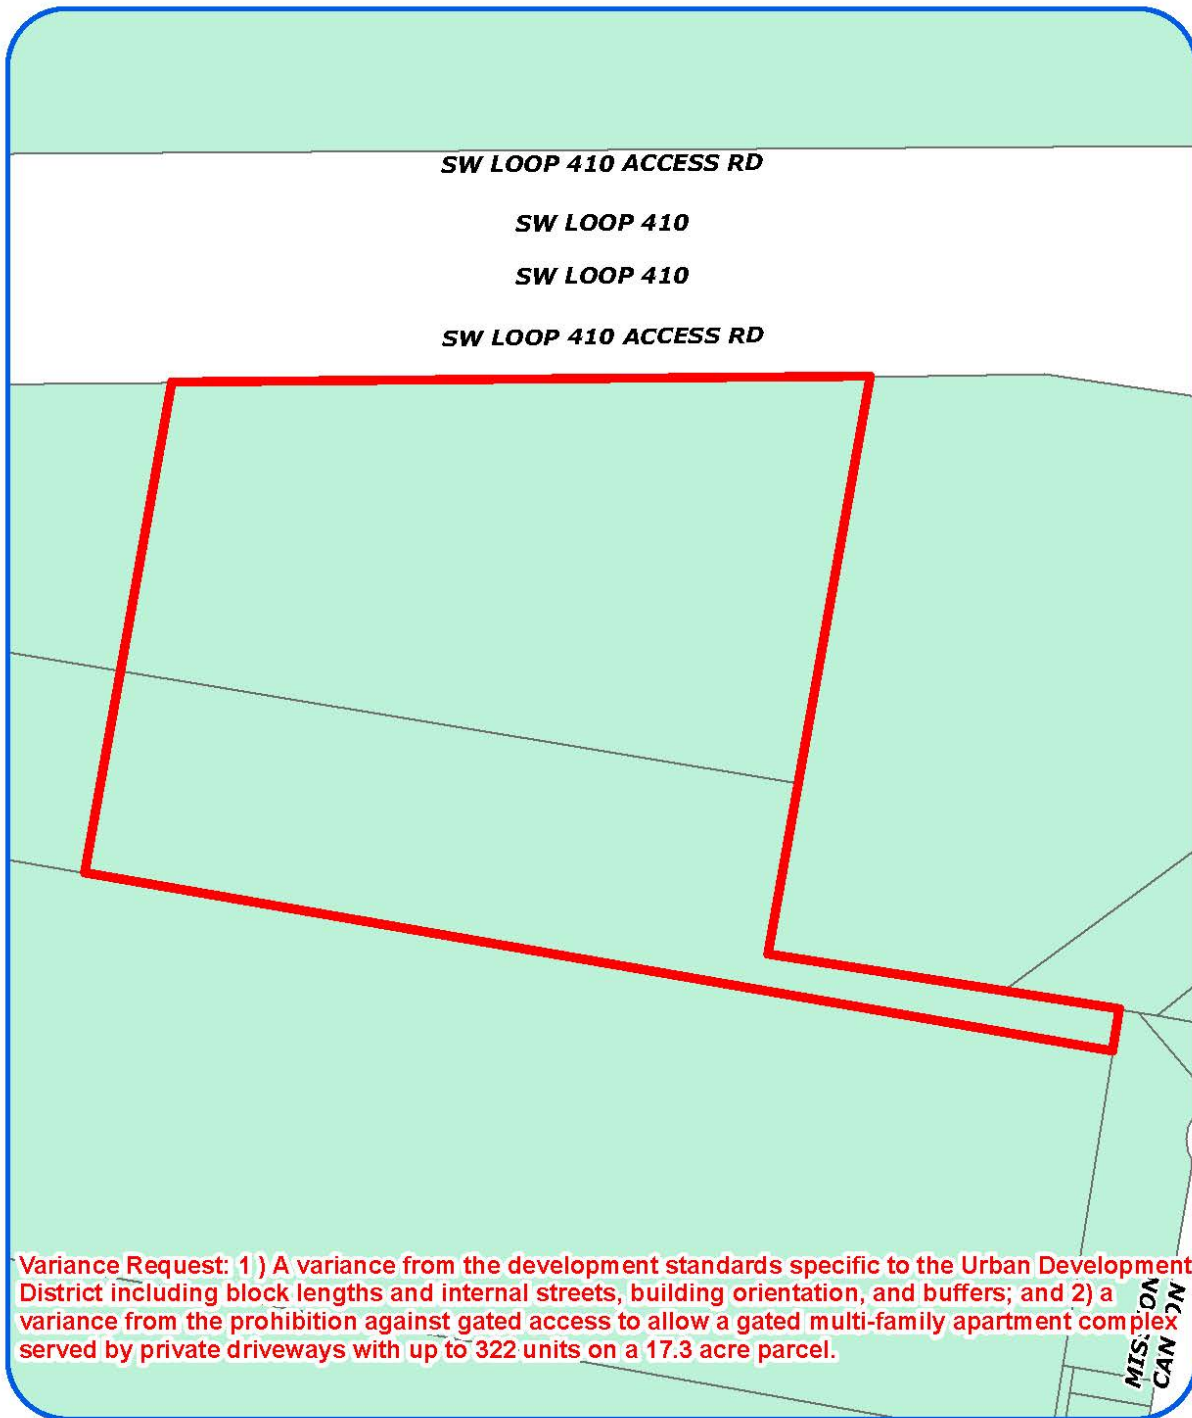 SW LOOP 410 ACCESS RD
SW LOOP 410
SW LOOP 410
SW LOOP 410 ACCESS RD
Variance Request: 1 ) A variance from the development standards specific to the Urban Development
District including block lengths and internal streets, building orientation, and buffers; and 2) a
variance from the prohibition against gated access to allow a gated multi-family apartment complex
served by private driveways with up to 322 units on a 17.3 acre parcel.
MISSION
CANYON